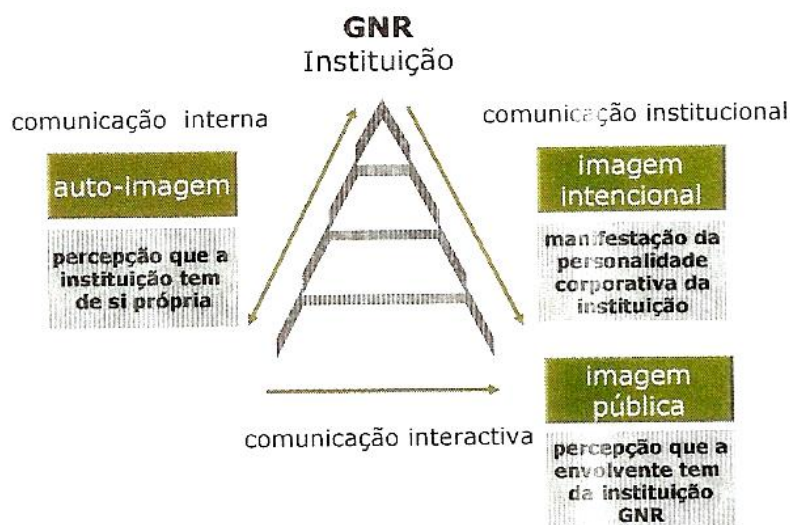 GNR
Instituição
comunicação interna
auto-imagem
percepção que a
instituição tem
de si própria
comunicação institucional
imagem
intencional
manifestação da
personalidade
corporativa da
instituição
comunicação interactiva
imagem
pública
percepção que a
envolvente tem
da instituição
GNR